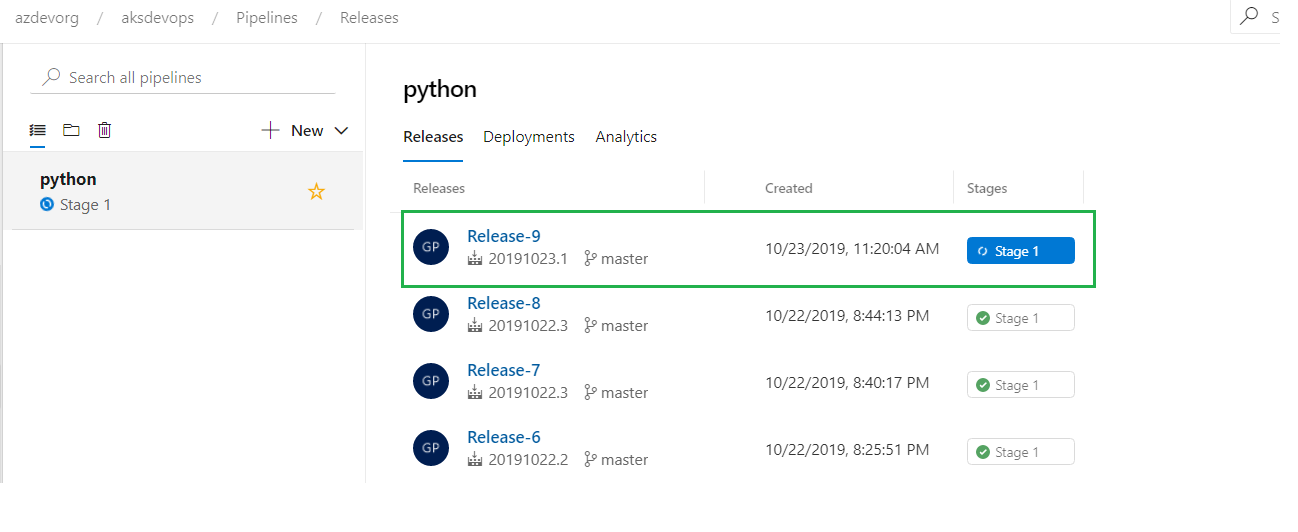 azdevorg / aksdevops / Pipelines / Releases
S
Search all pipelines
New
python
Stage 1
python
Releases Deployments Analytics
Releases Created Stages
GP Release-9 10/23/2019, 11:20:04 AM Stage 1
20191023.1 master
GP Release-8 10/22/2019, 8:44:13 PM Stage 1
20191022.3 master
GP Release-7 10/22/2019, 8:40:17 PM Stage 1
20191022.3 master
GP Release-6 10/22/2019, 8:25:51 PM Stage 1
20191022.2 master